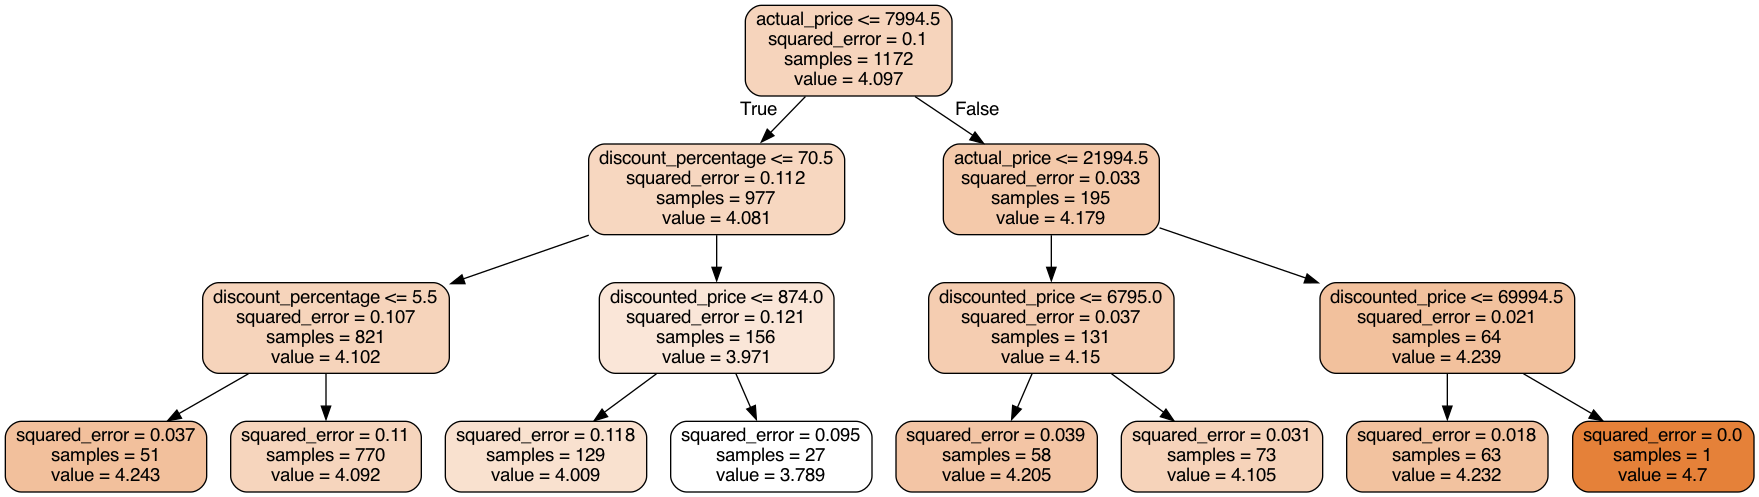 actual_price <= 7994.5
squared_error = 0.1
samples = 1172
value = 4.097
True
False
discount_percentage <= 70.5
squared_error = 0.112
samples = 977
value = 4.081
actual_price <= 21994.5
squared_error = 0.033
samples = 195
value = 4.179
discount_percentage <= 5.5
squared_error = 0.107
samples = 821
value = 4.102
discounted_price <= 874.0
squared_error = 0.121
samples = 156
value = 3.971
discounted_price <= 6795.0
squared_error = 0.037
samples = 131
value = 4.15
discounted_price <= 69994.5
squared_error = 0.021
samples = 64
value = 4.239
squared_error = 0.037
samples = 51
value = 4.243
squared_error = 0.11
samples = 770
value = 4.092
squared_error = 0.118
samples = 129
value = 4.009
squared_error = 0.095
samples = 27
value = 3.789
squared_error = 0.039
samples = 58
value = 4.205
squared_error = 0.031
samples = 73
value = 4.105
squared_error = 0.018
samples = 63
value = 4.232
squared_error = 0.0
samples = 1
value = 4.7